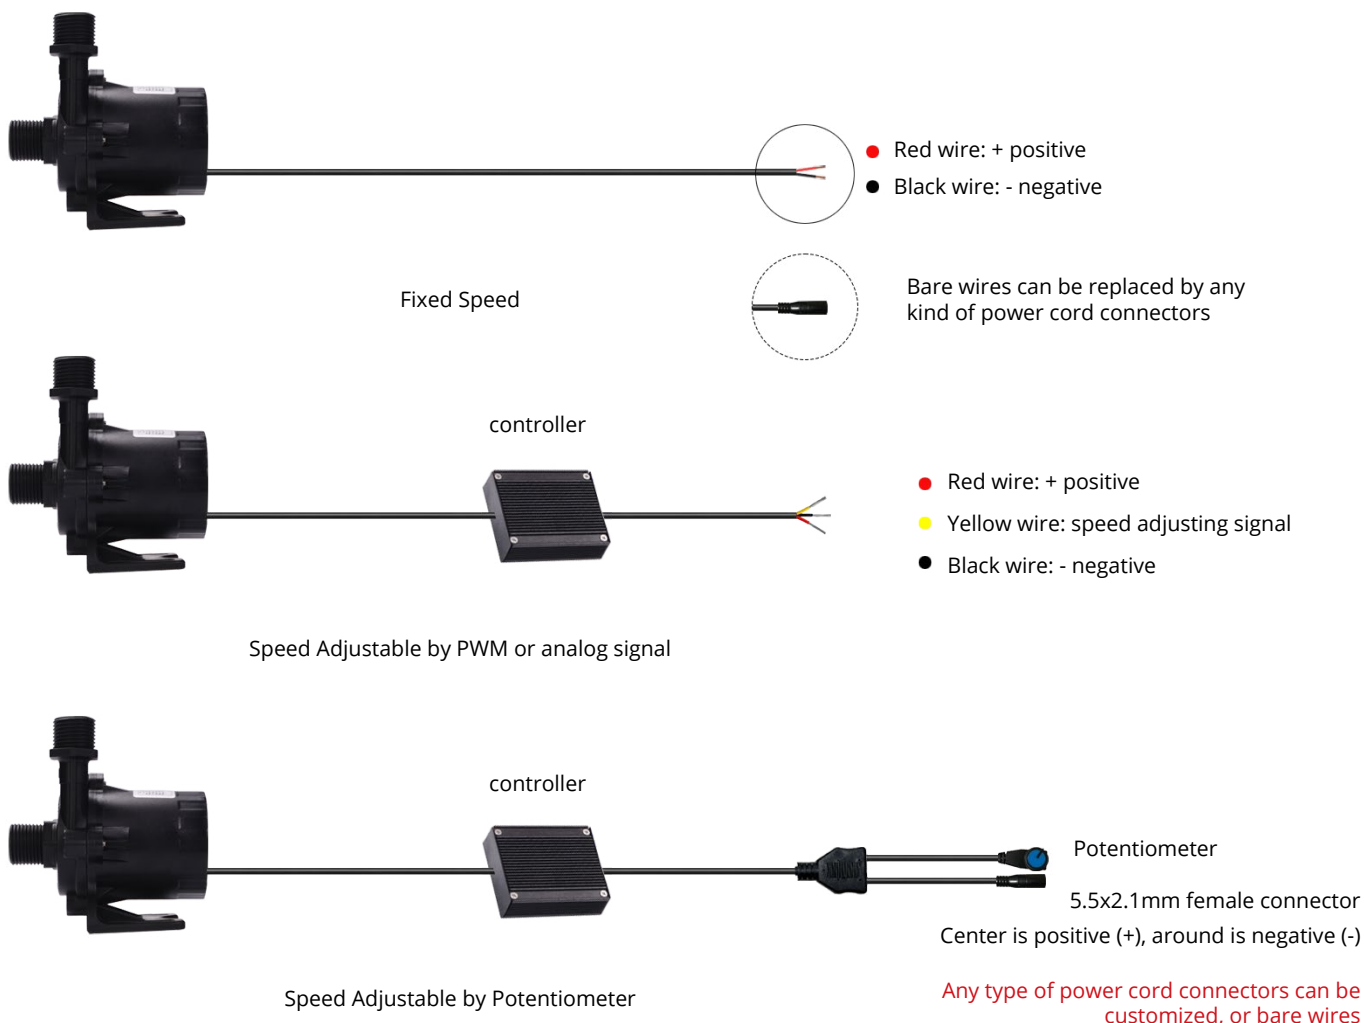 Red wire: + positive
Black wire: - negative
Fixed Speed
Bare wires can be replaced by any
kind of power cord connectors
controller
Red wire: + positive
Yellow wire: speed adjusting signal
Black wire: - negative
Speed Adjustable by PWM or analog signal
controller
Potentiometer
5.5x2.1mm female connector
Center is positive (+), around is negative (-)
Speed Adjustable by Potentiometer
Any type of power cord connectors can be
customized, or bare wires